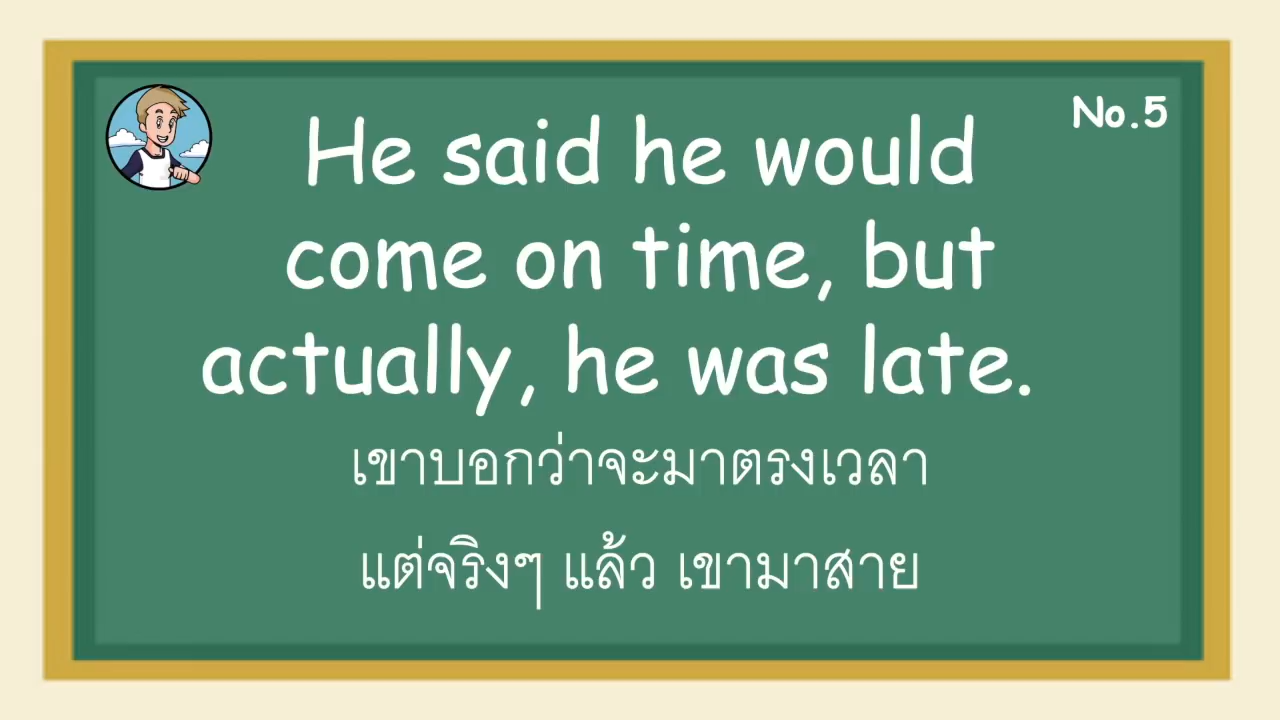 No.5
He said he would
come on time, but
actually, he was late.
เขาบอกว่าจะมาตรงเวลา
แต่จริงๆ แล้ว เขามาสาย